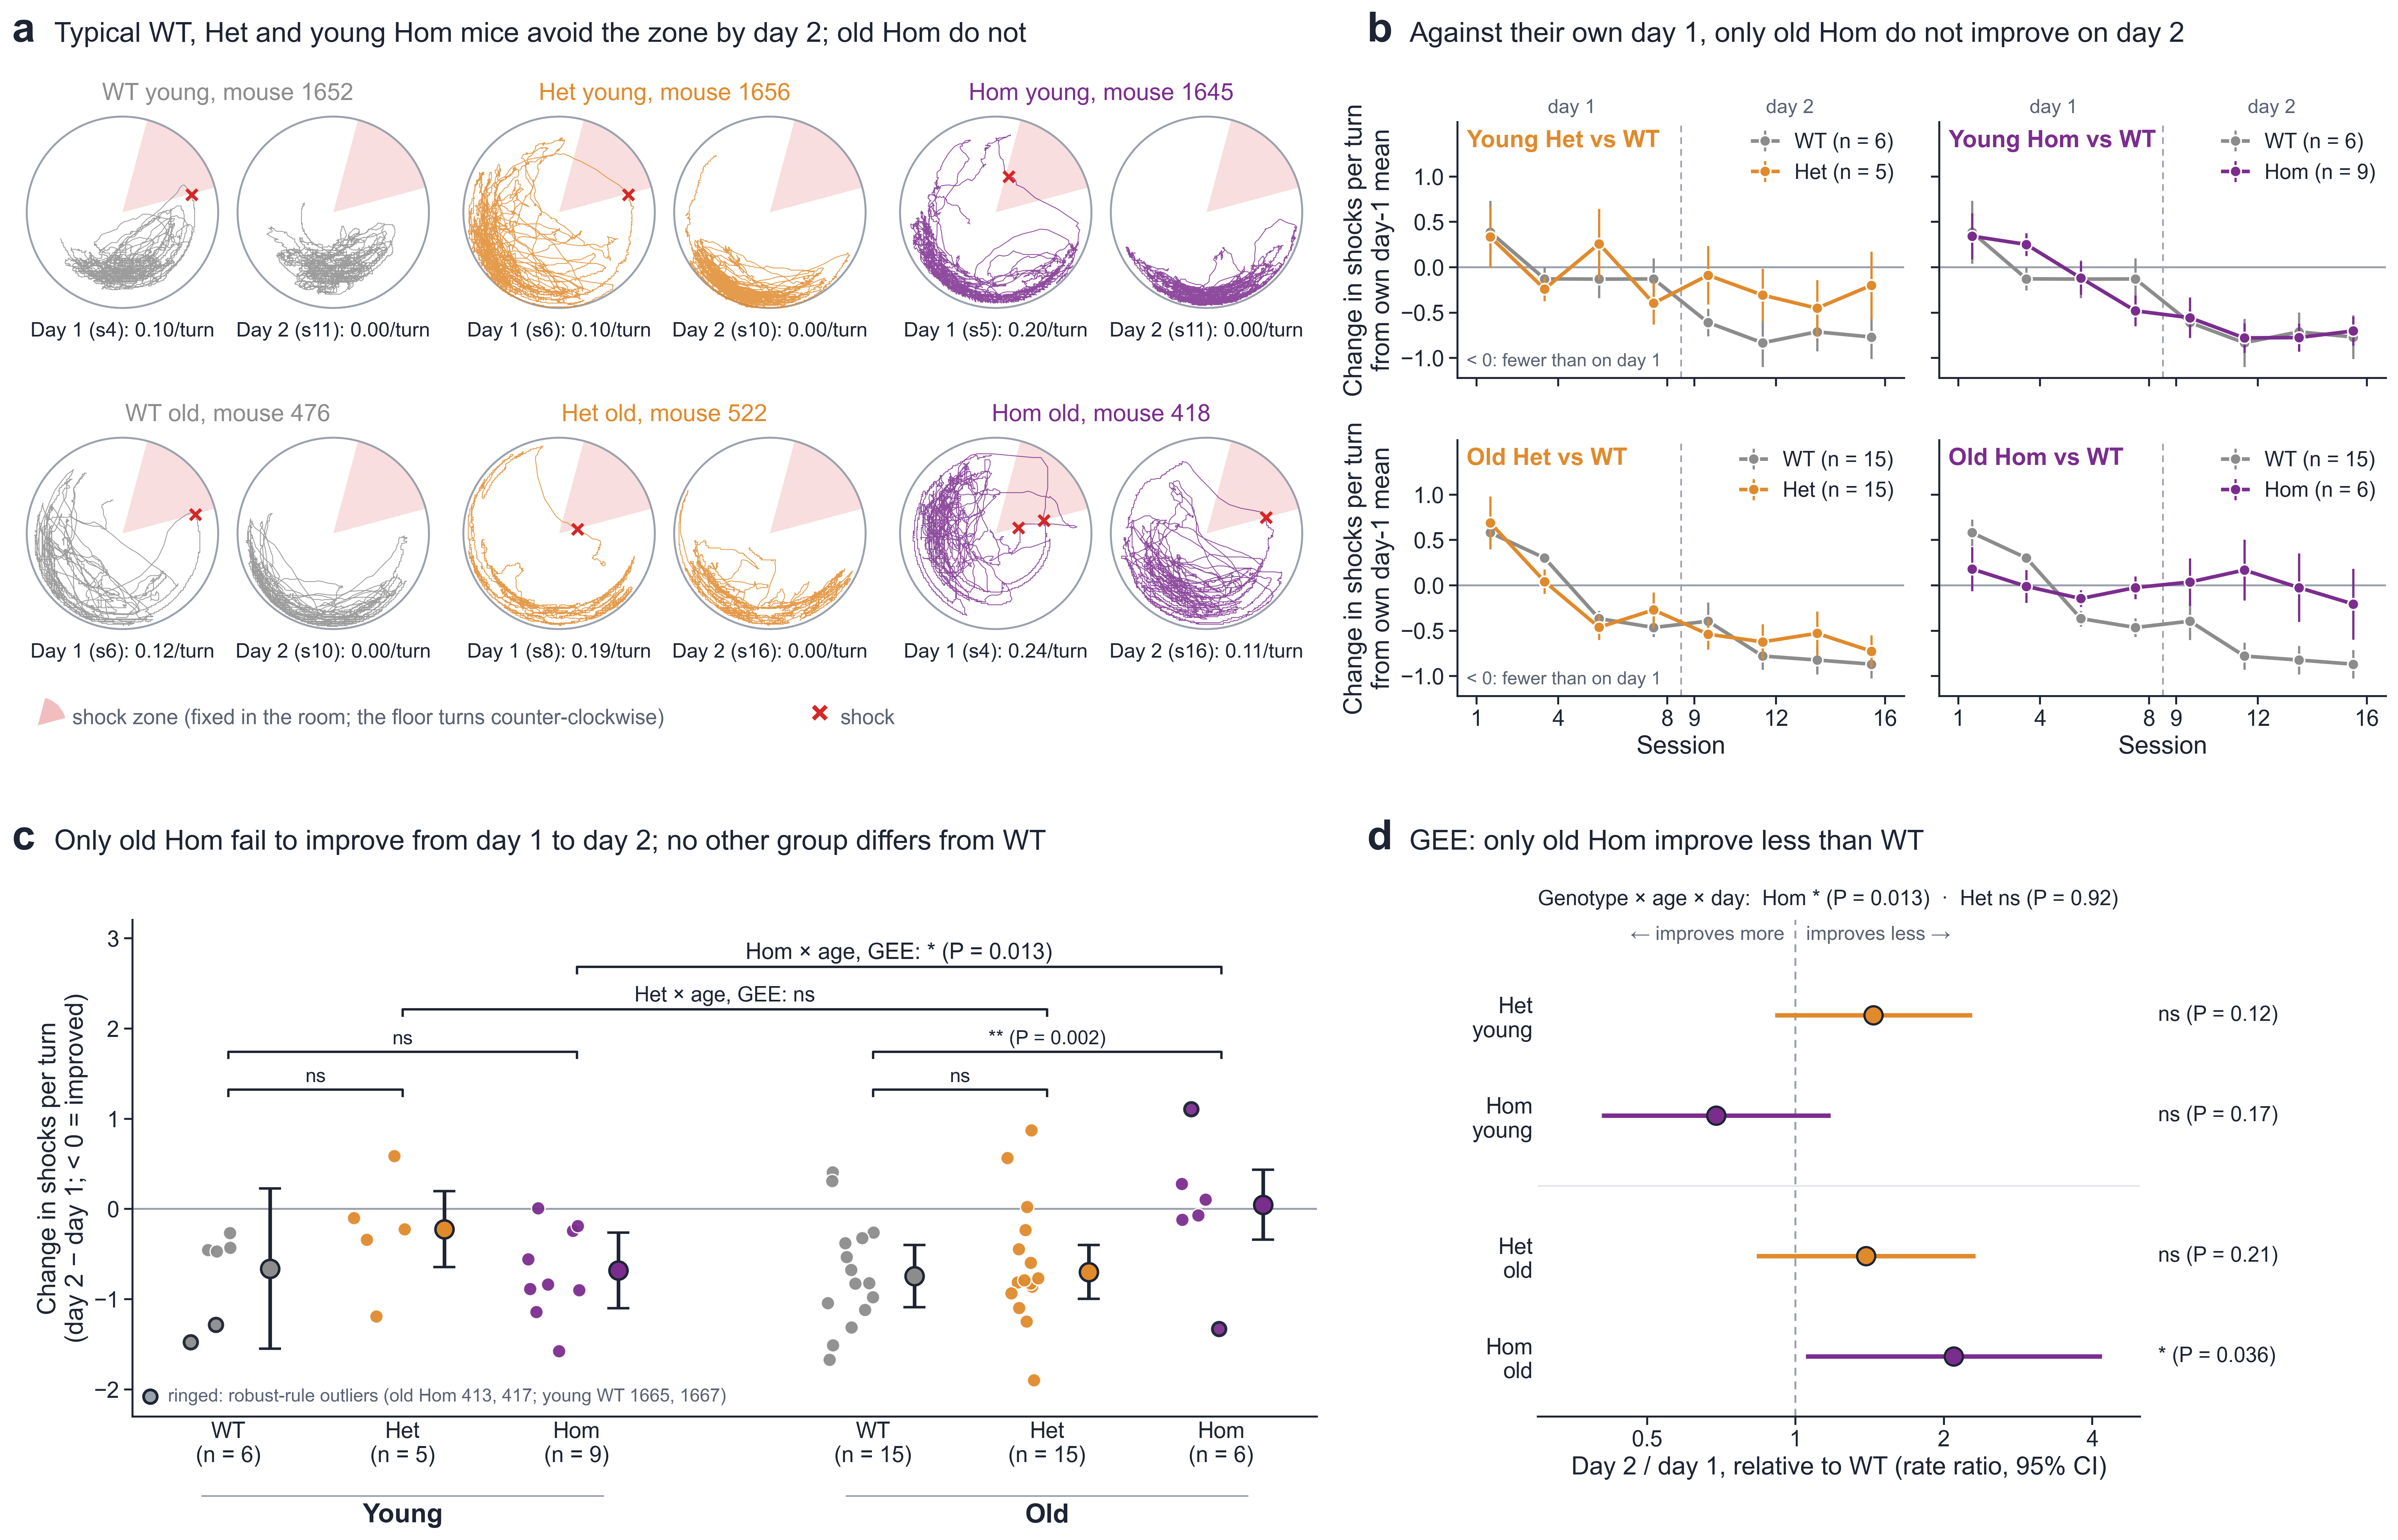 a Typical WT, Het and young Hom mice avoid the zone by day 2; old Hom do not
WT young, mouse 1652
Het young, mouse 1656
Hom young, mouse 1645
Day 1 (s4): 0.10/turn
Day 2 (s11): 0.00/turn
Day 1 (s6): 0.10/turn
Day 2 (s10): 0.00/turn
Day 1 (s5): 0.20/turn
Day 2 (s11): 0.00/turn
WT old, mouse 476
Het old, mouse 522
Hom old, mouse 418
Day 1 (s6): 0.12/turn
Day 2 (s10): 0.00/turn
Day 1 (s8): 0.19/turn
Day 2 (s16): 0.00/turn
Day 1 (s4): 0.24/turn
Day 2 (s16): 0.11/turn
shock zone (fixed in the room; the floor turns counter-clockwise)
shock
b Against their own day 1, only old Hom do not improve on day 2
day 1
day 2
day 1
day 2
Change in shocks per turn
from own day-1 mean
1.0
0.5
0.0
−0.5
−1.0
Young Het vs WT
WT (n = 6)
Het (n = 5)
< 0: fewer than on day 1
Young Hom vs WT
WT (n = 6)
Hom (n = 9)
Change in shocks per turn
from own day-1 mean
1.0
0.5
0.0
−0.5
−1.0
Old Het vs WT
WT (n = 15)
Het (n = 15)
< 0: fewer than on day 1
1 4 8 9 12 16
Session
Old Hom vs WT
WT (n = 15)
Hom (n = 6)
1 4 8 9 12 16
Session
c Only old Hom fail to improve from day 1 to day 2; no other group differs from WT
Change in shocks per turn
(day 2 − day 1; < 0 = improved)
3
2
1
0
−1
−2
Hom × age, GEE: * (P = 0.013)
Het × age, GEE: ns
ns
** (P = 0.002)
ns
ns
ringed: robust-rule outliers (old Hom 413, 417; young WT 1665, 1667)
WT
(n = 6)
Het
(n = 5)
Hom
(n = 9)
WT
(n = 15)
Het
(n = 15)
Hom
(n = 6)
Young
Old
d GEE: only old Hom improve less than WT
Genotype × age × day: Hom * (P = 0.013) · Het ns (P = 0.92)
← improves more
improves less →
Het
young
ns (P = 0.12)
Hom
young
ns (P = 0.17)
Het
old
ns (P = 0.21)
Hom
old
* (P = 0.036)
0.5 1 2 4
Day 2 / day 1, relative to WT (rate ratio, 95% CI)